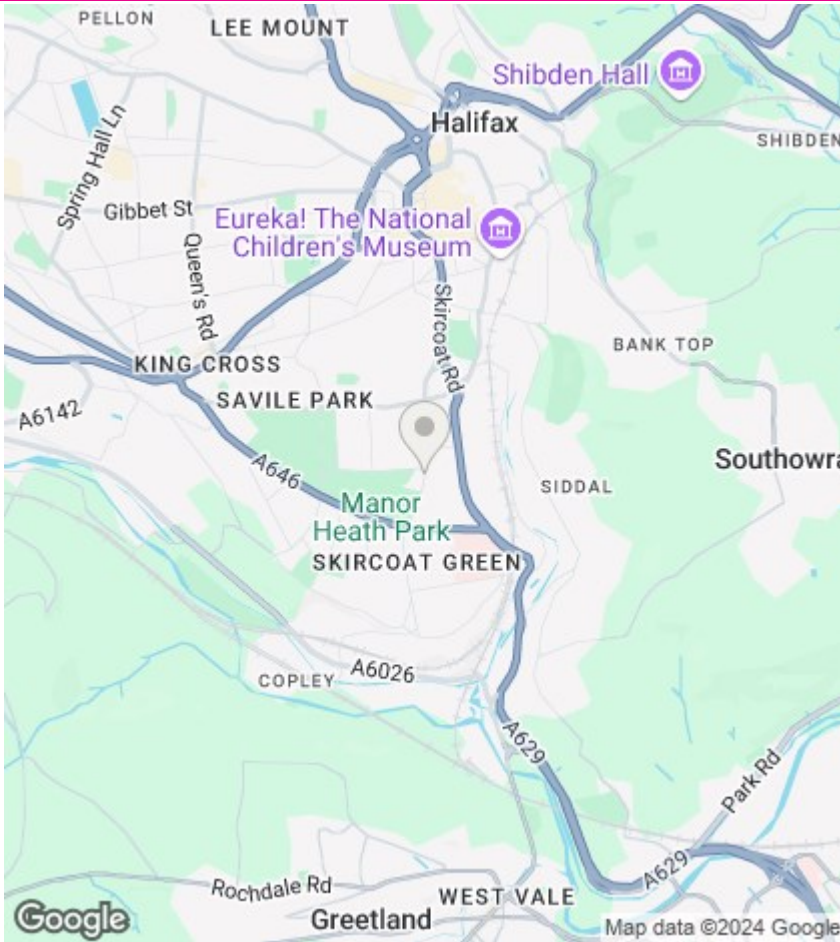 PELLON
LEE MOUNT
Shibden Hall
Halifax
SHIBDEN
Spring Hall Ln
Gibbet St
Eureka! The National
Children's Museum
Queen's Rd
Skircoat Rd
BANK TOP
KING CROSS
SAVILE PARK
A6142
A646
Southowra
SIDDAL
Manor
Heath Park
SKIRCOAT GREEN
A6026
COPLEY
A629
Park Rd
A629
Rochdale Rd
WEST VALE
Greetland
Google
Map data ©2024 Google